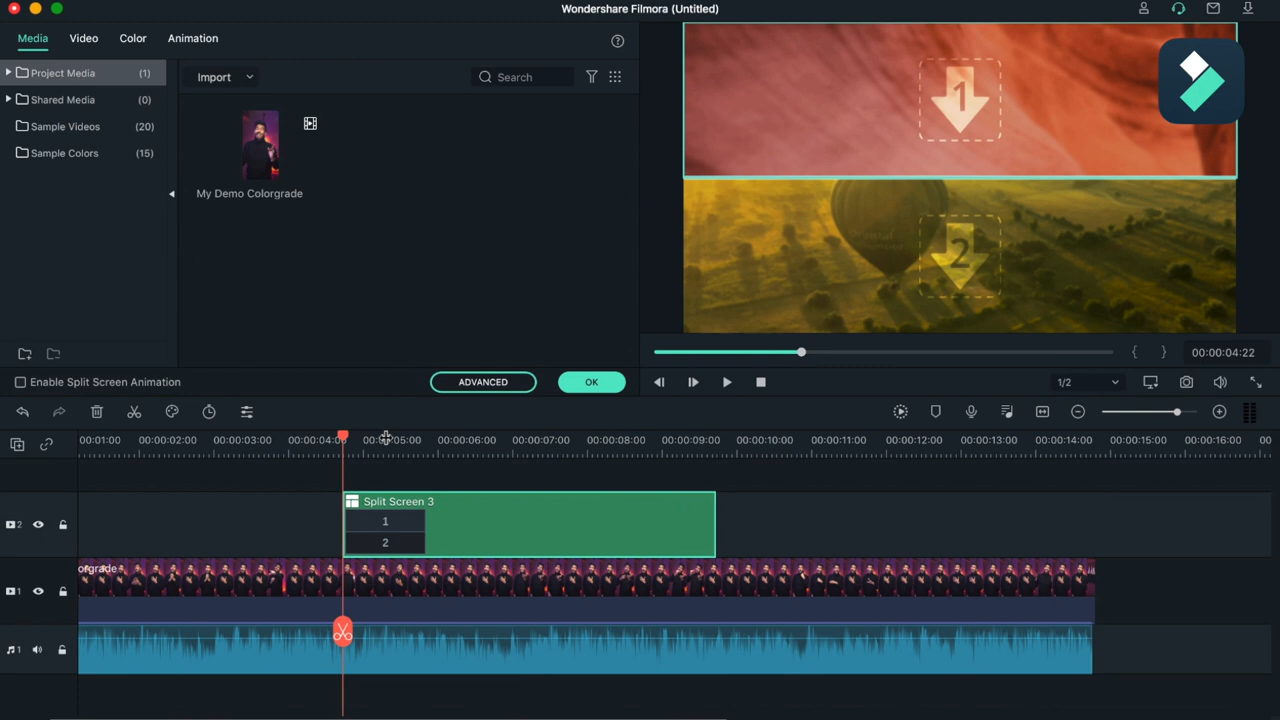 Wondershare Filmora (Untitled)
Media Video Color Animation
Project Media (1)
Shared Media (0)
Sample Videos (20)
Sample Colors (15)
Import
Search
My Demo Colorgrade
1
2
Enable Split Screen Animation
ADVANCED
OK
00:00:04:22
1/2
00:01:00 00:00:02:00 00:00:03:00 00:00:04:00 00:00:05:00 00:00:06:00 00:00:07:00 00:00:08:00 00:00:09:00 00:00:10:00 00:00:11:00 00:00:12:00 00:00:13:00 00:00:14:00 00:00:15:00 00:00:16:00 00
Split Screen 3
1
2
2
orgrade
1
1